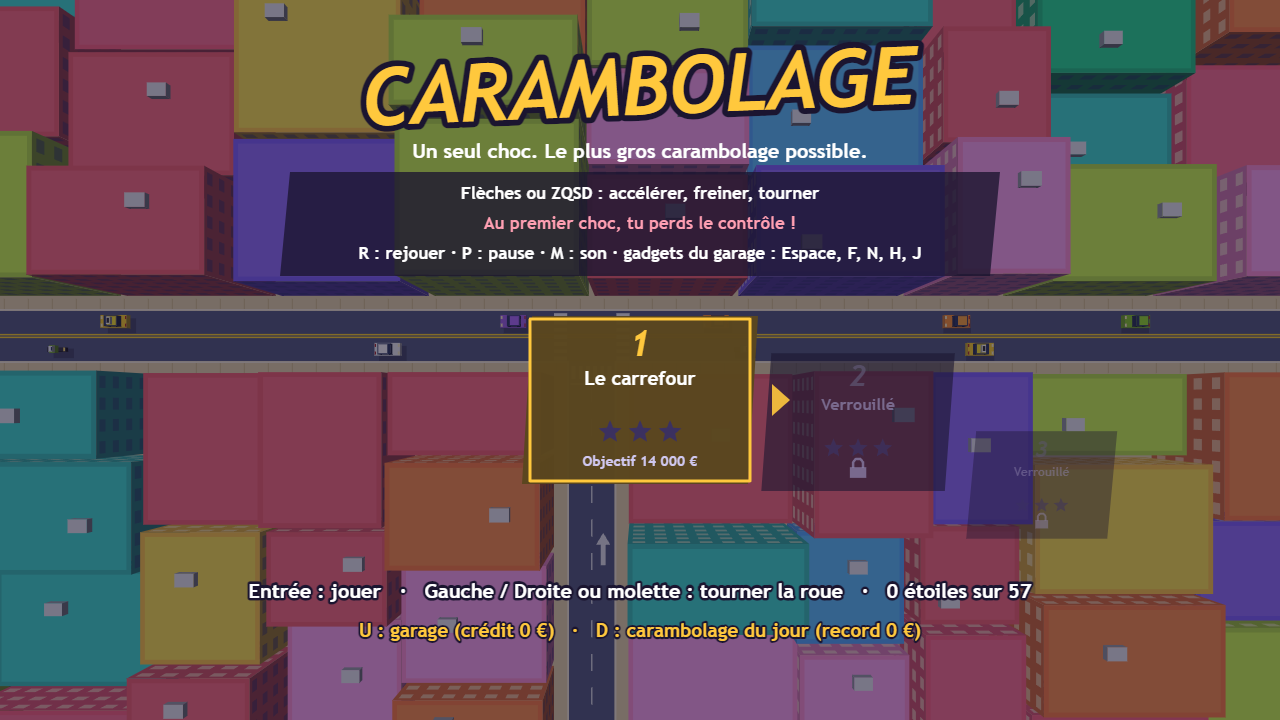 CARAMBOLAGE
Un seul choc. Le plus gros carambolage possible.
Flèches ou ZQSD : accélérer, freiner, tourner
Au premier choc, tu perds le contrôle !
R : rejouer · P : pause · M : son · gadgets du garage : Espace, F, N, H, J
1
Le carrefour
Objectif 14 000 €
2
Verrouillé
3
Verrouillé
Entrée : jouer · Gauche / Droite ou molette : tourner la roue · 0 étoiles sur 57
U : garage (crédit 0 €) · D : carambolage du jour (record 0 €)